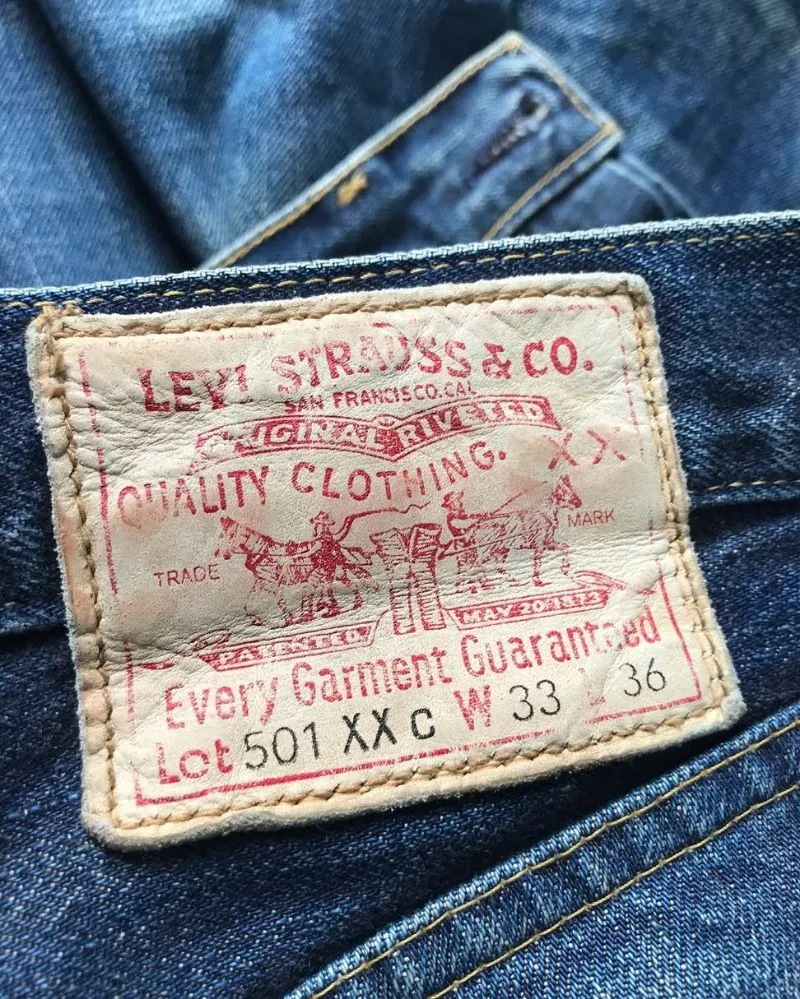 LEVI STRAUSS & CO.
SAN FRANCISCO.CAL
ORIGINAL RIVETED
QUALITY CLOTHING. XX
TRADE MARK
PATENTED. MAY 20 1873
Every Garment Guaranteed
Lot 501 XX C W 33 L 36